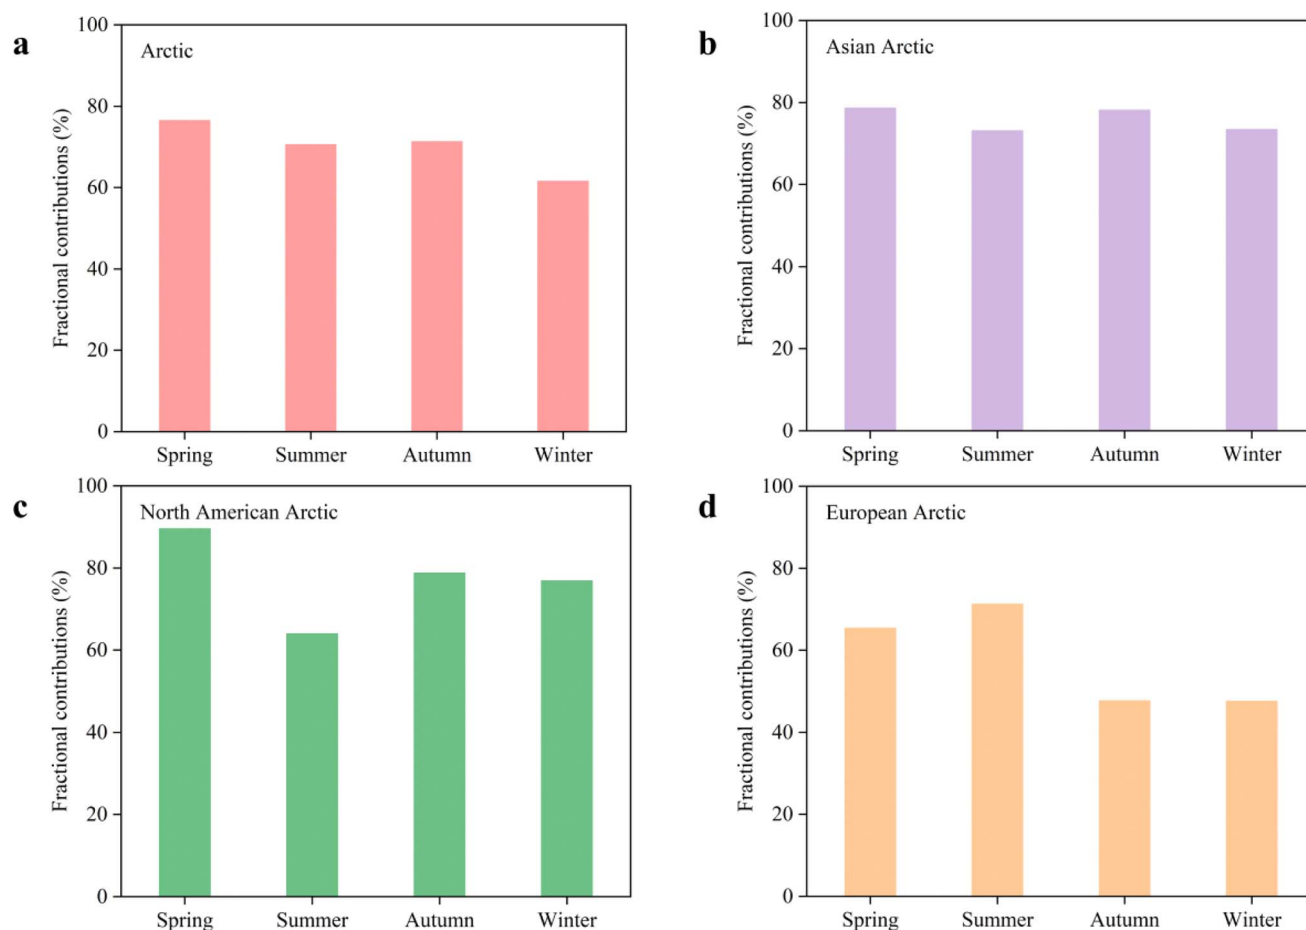 a
Arctic
Fractional contributions (%)
100
80
60
40
20
0
Spring Summer Autumn Winter
b
Asian Arctic
Fractional contributions (%)
100
80
60
40
20
0
Spring Summer Autumn Winter
c
North American Arctic
Fractional contributions (%)
100
80
60
40
20
0
Spring Summer Autumn Winter
d
European Arctic
Fractional contributions (%)
100
80
60
40
20
0
Spring Summer Autumn Winter